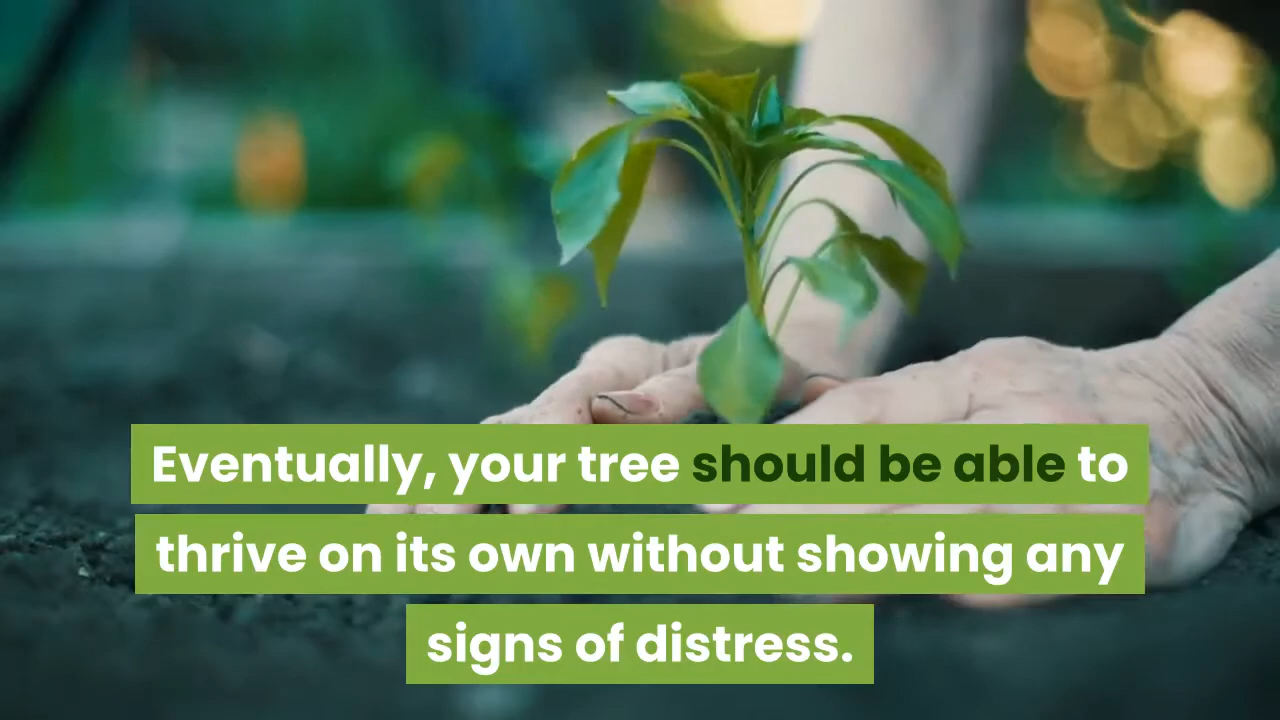 Eventually, your tree should be able to
thrive on its own without showing any
signs of distress.